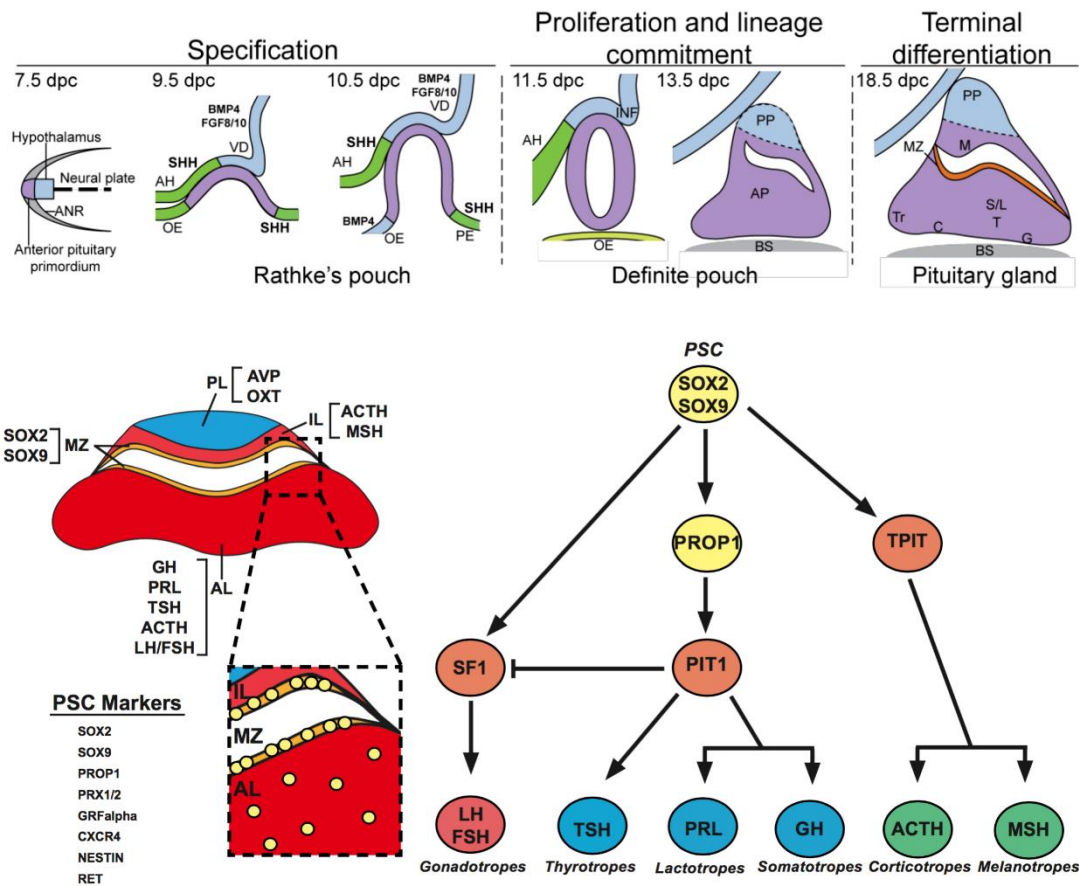 Specification
Proliferation and lineage
commitment
Terminal
differentiation
7.5 dpc
9.5 dpc
10.5 dpc
11.5 dpc
13.5 dpc
18.5 dpc
Hypothalamus
Neural plate
ANR
Anterior pituitary
primordium
BMP4
FGF8/10
VD
SHH
AH
OE
SHH
BMP4
FGF8/10
VD
SHH
AH
BMP4
OE
SHH
PE
Rathke's pouch
INF
AH
OE
PP
AP
BS
Definite pouch
PP
MZ
M
S/L
Tr
C
T
G
BS
Pituitary gland
PL
AVP
OXT
IL
ACTH
MSH
SOX2
SOX9
MZ
GH
PRL
TSH
ACTH
LH/FSH
AL
IL
MZ
AL
PSC Markers
SOX2
SOX9
PROP1
PRX1/2
GRFalpha
CXCR4
NESTIN
RET
PSC
SOX2
SOX9
PROP1
TPIT
SF1
PIT1
LH
FSH
TSH
PRL
GH
ACTH
MSH
Gonadotropes
Thyrotropes
Lactotropes
Somatotropes
Corticotropes
Melanotropes